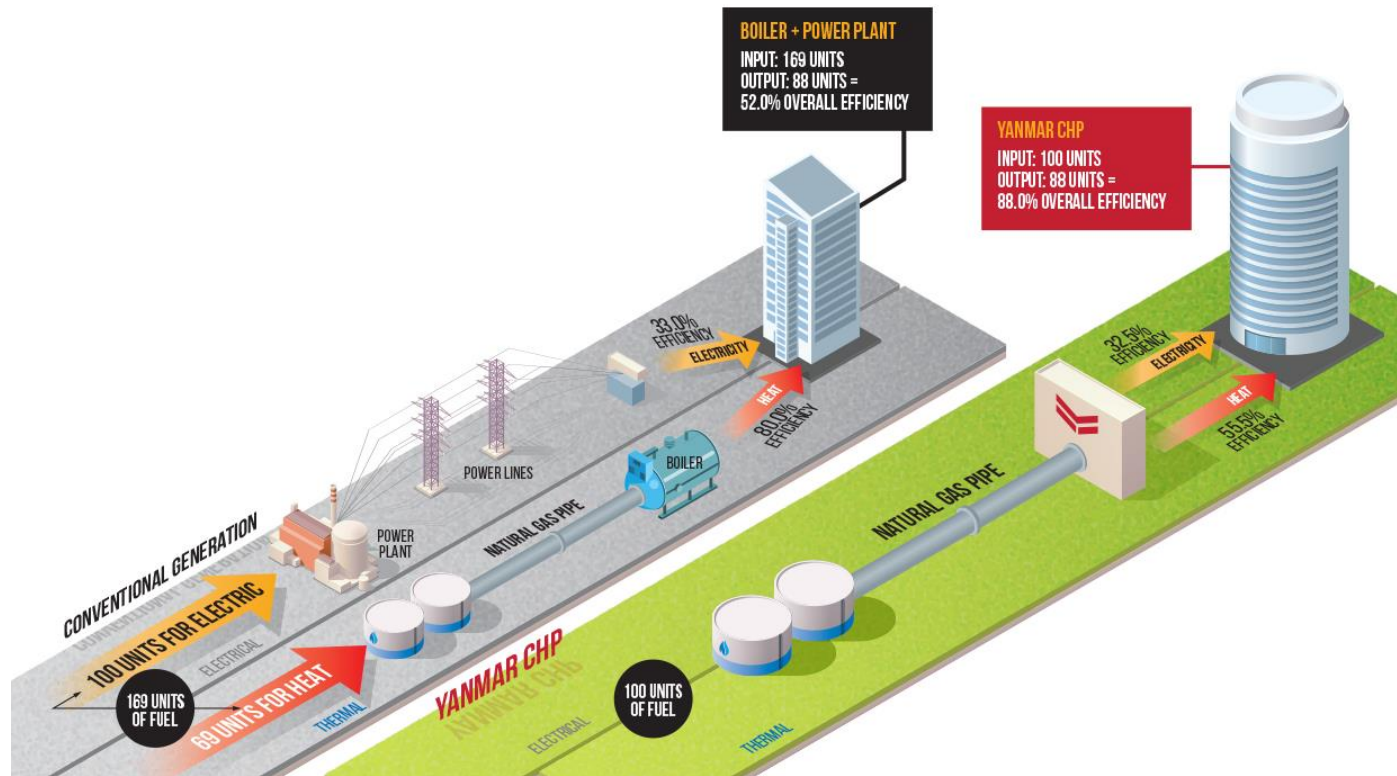 BOILER + POWER PLANT
INPUT: 169 UNITS
OUTPUT: 88 UNITS =
52.0% OVERALL EFFICIENCY
YANMAR CHP
INPUT: 100 UNITS
OUTPUT: 88 UNITS =
88.0% OVERALL EFFICIENCY
33.0%
EFFICIENCY
ELECTRICITY
HEAT
80.0%
EFFICIENCY
32.5%
EFFICIENCY
ELECTRICITY
HEAT
55.5%
EFFICIENCY
POWER LINES
BOILER
POWER
PLANT
NATURAL GAS PIPE
NATURAL GAS PIPE
CONVENTIONAL GENERATION
100 UNITS FOR ELECTRIC
ELECTRICAL
169 UNITS
OF FUEL
69 UNITS FOR HEAT
THERMAL
YANMAR CHP
100 UNITS
OF FUEL
ELECTRICAL
THERMAL